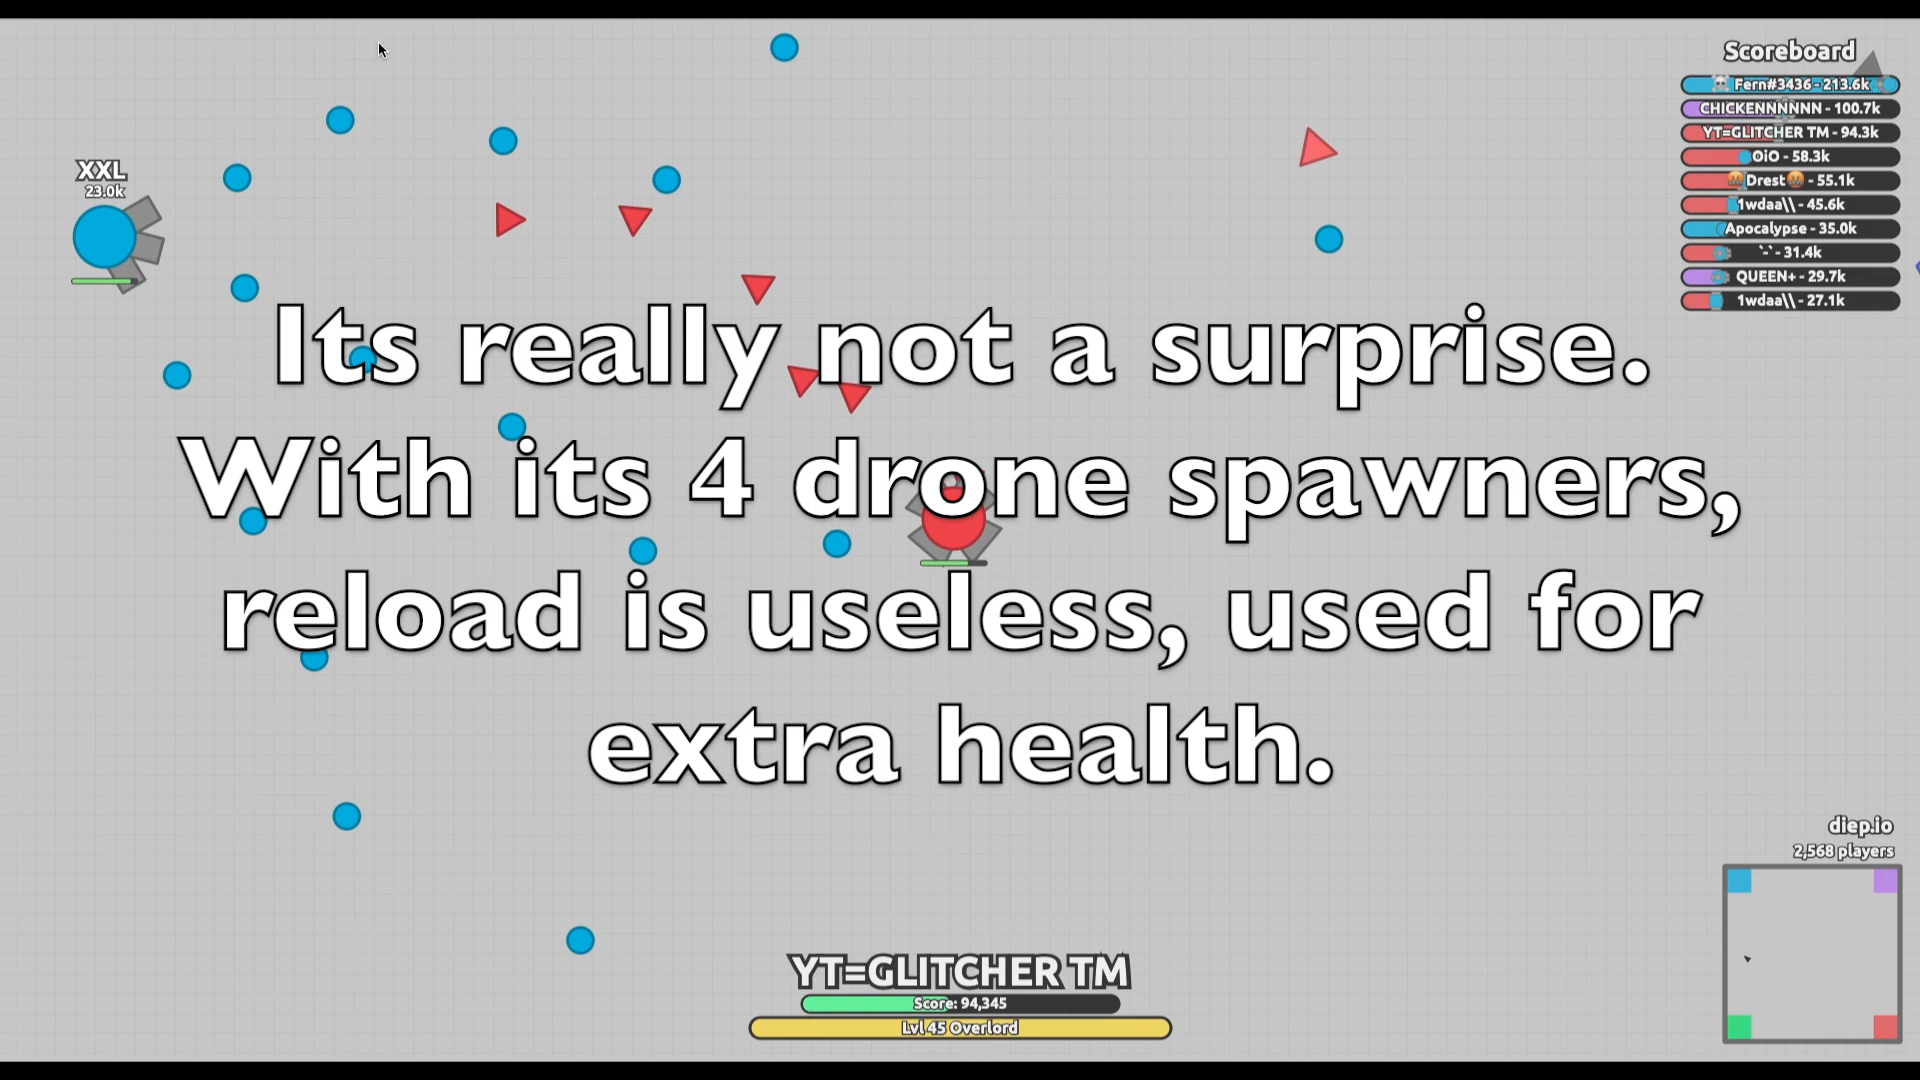 Scoreboard
Fern#3436 - 213.6k
CHICKENNNNNN - 100.7k
YT=GLITCHER TM - 94.3k
OiO - 58.3k
🤬Drest🤬 - 55.1k
1wdaa\\ - 45.6k
Apocalypse - 35.0k
`-` - 31.4k
QUEEN+ - 29.7k
1wdaa\\ - 27.1k
XXL
23.0k
Its really not a surprise.
With its 4 drone spawners,
reload is useless, used for
extra health.
diep.io
2,568 players
YT=GLITCHER TM
Score: 94,345
Lvl 45 Overlord